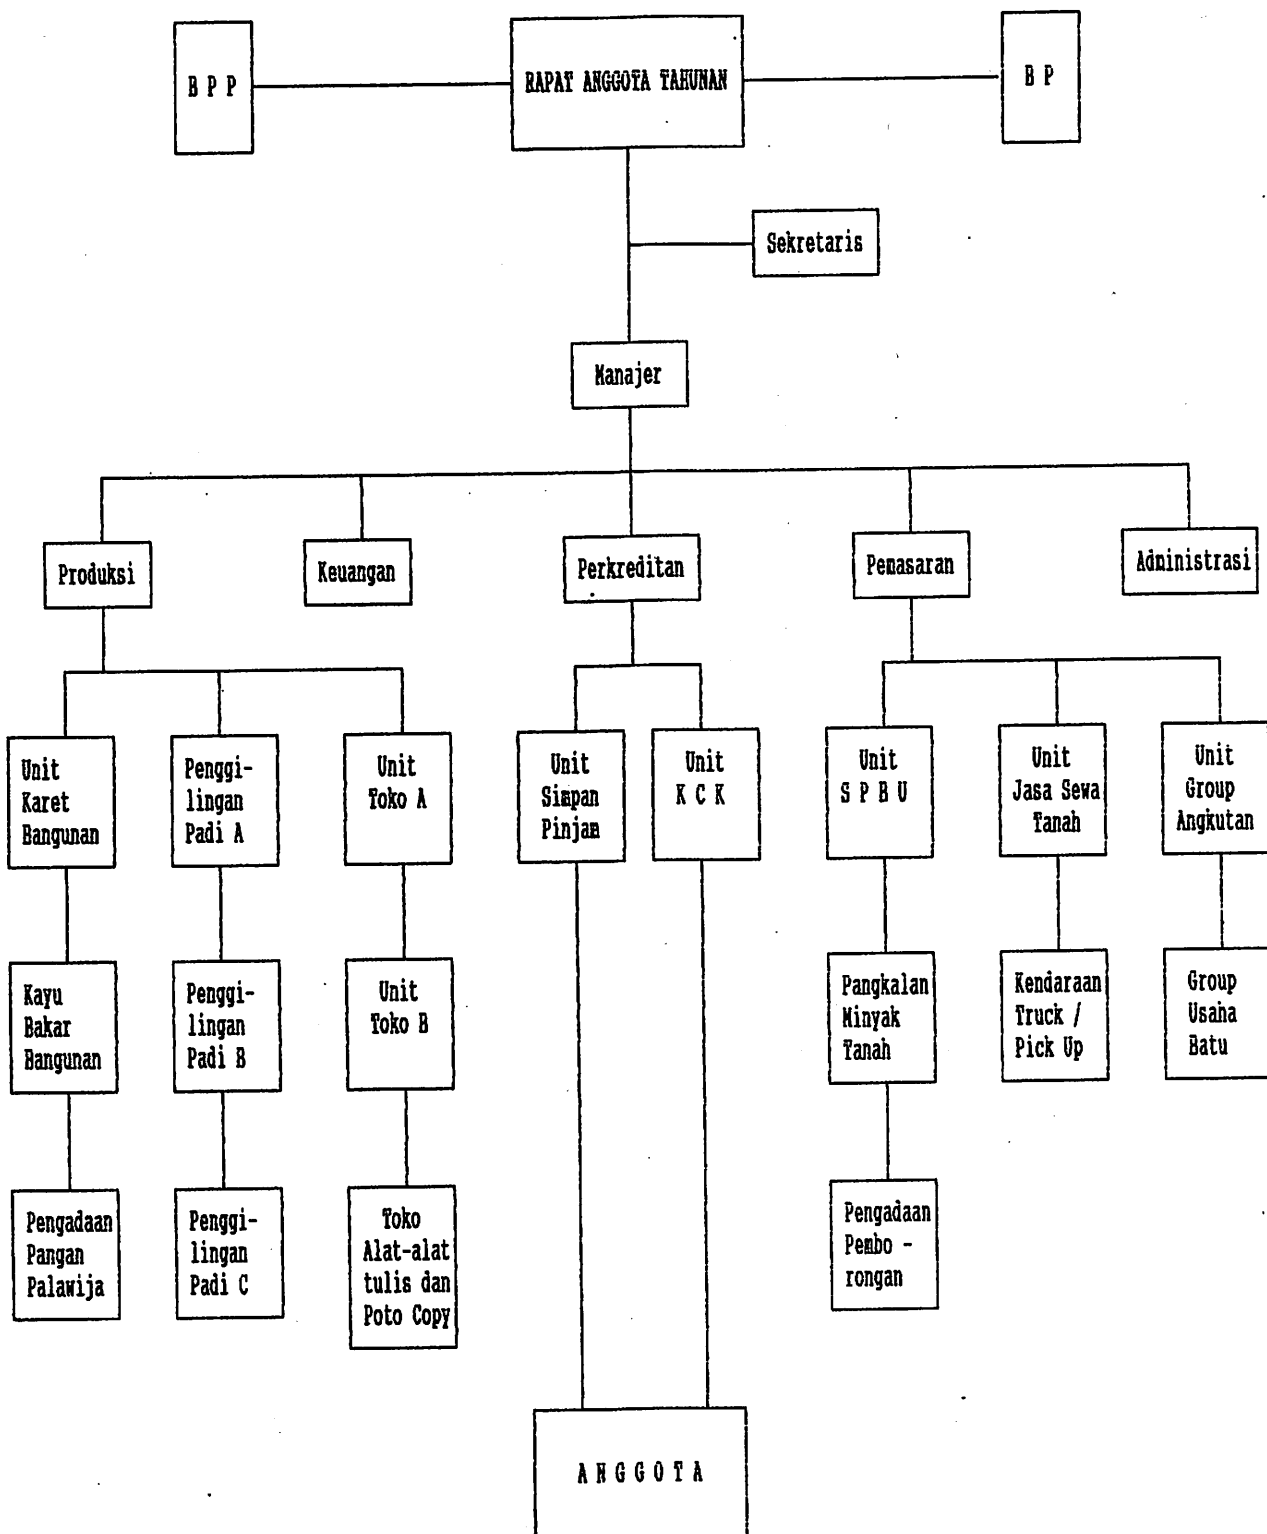 B P P
RAPAT ANGGOTA TAHUNAN
B P
Sekretaris
Manajer
Produksi
Keuangan
Perkreditan
Pemasaran
Administrasi
Unit
Karet
Bangunan
Penggi-
lingan
Padi A
Unit
Toko A
Unit
Simpan
Pinjam
Unit
K C K
Unit
S P B U
Unit
Jasa Sewa
Tanah
Unit
Group
Angkutan
Kayu
Bakar
Bangunan
Penggi-
lingan
Padi B
Unit
Toko B
Pangkalan
Minyak
Tanah
Kendaraan
Truck /
Pick Up
Group
Usaha
Batu
Pengadaan
Pangan
Palawija
Penggi-
lingan
Padi C
Toko
Alat-alat
tulis dan
Poto Copy
Pengadaan
Pembo -
rongan
A N G G O T A